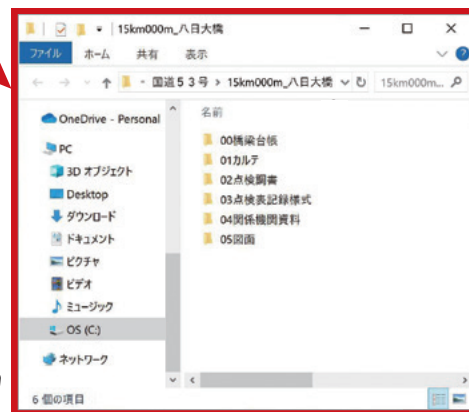 15km000m_八日大橋
ファイル ホーム 共有 表示
国道53号 › 15km000m_八日大橋 15km000m...
OneDrive - Personal
PC
3D オブジェクト
Desktop
ダウンロード
ドキュメント
ピクチャ
ビデオ
ミュージック
OS (C:)
ネットワーク
名前
00橋梁台帳
01カルテ
02点検調書
03点検表記録様式
04関係機関資料
05図面
6 個の項目